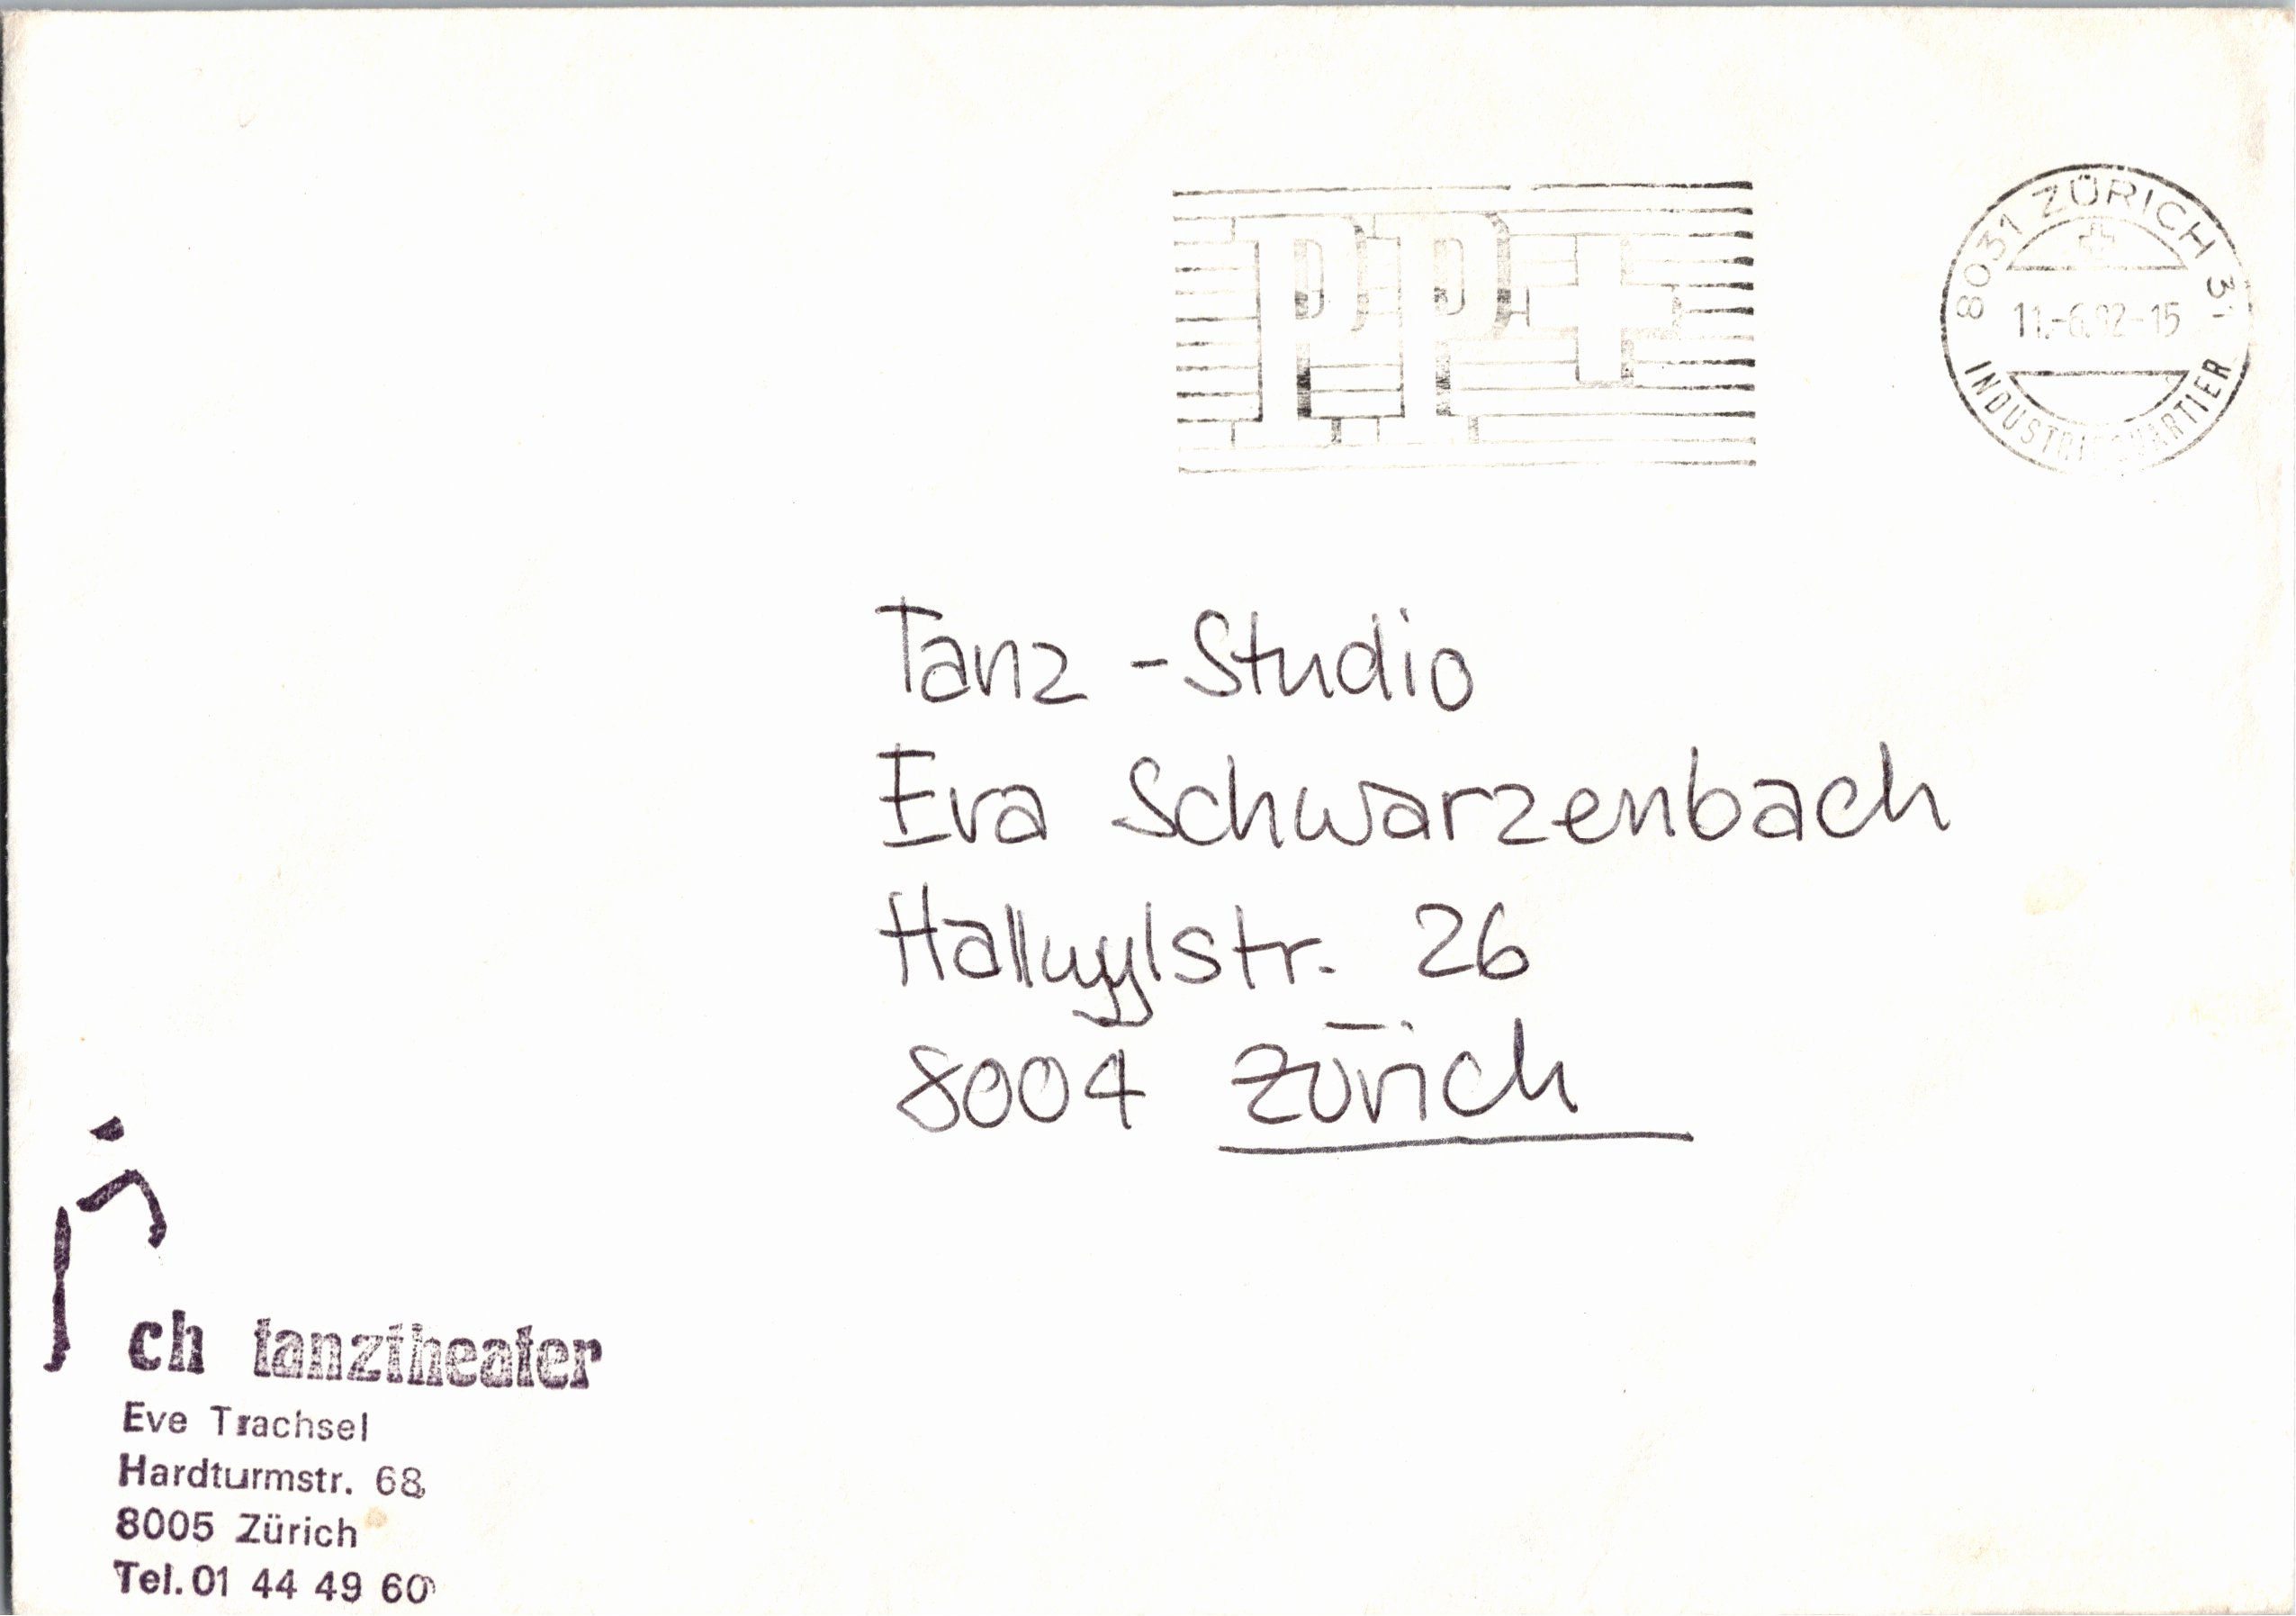 PP
8031 ZÜRICH 31
11.-6.92-15
INDUSTRIEQUARTIER
Tanz-Studio
Eva Schwarzenbach
Hallwylstr. 26
8004 Zürich
ch tanztheater
Eve Trachsel
Hardturmstr. 68
8005 Zürich
Tel. 01 44 49 60